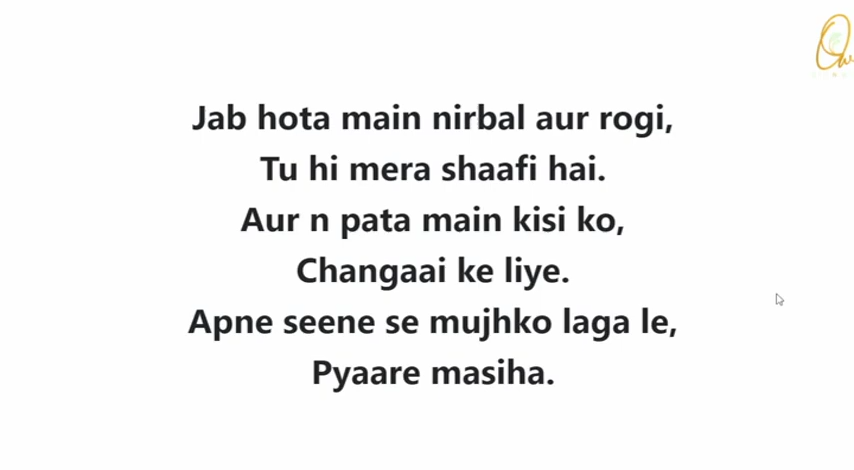 Jab hota main nirbal aur rogi,
Tu hi mera shaafi hai.
Aur n pata main kisi ko,
Changaai ke liye.
Apne seene se mujhko laga le,
Pyaare masiha.